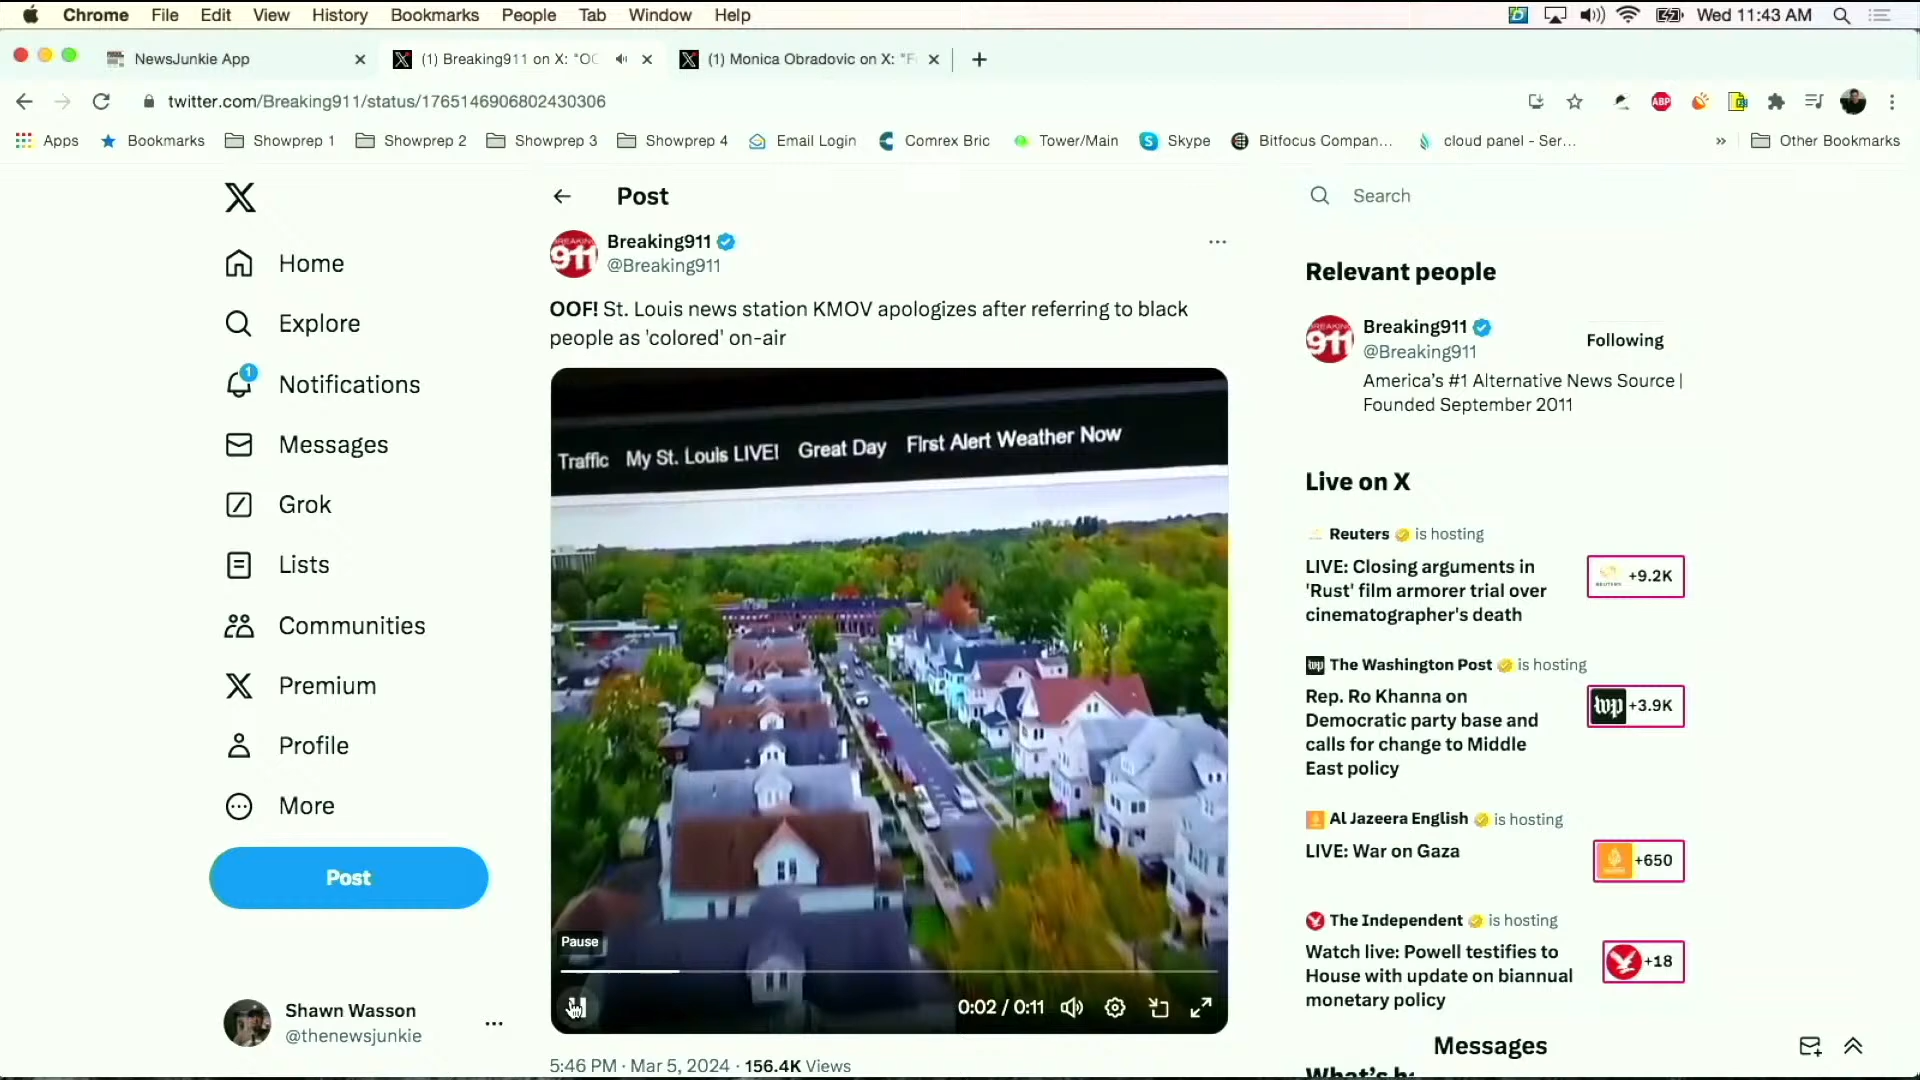 Chrome File Edit View History Bookmarks People Tab Window Help
Wed 11:43 AM
NewsJunkie App
(1) Breaking911 on X: "OO
(1) Monica Obradovic on X: "F
twitter.com/Breaking911/status/1765146906802430306
ABP
Apps Bookmarks Showprep 1 Showprep 2 Showprep 3 Showprep 4 Email Login Comrex Bric Tower/Main Skype Bitfocus Compan... cloud panel - Ser... » Other Bookmarks
Home
Explore
1
Notifications
Messages
Grok
Lists
Communities
Premium
Profile
More
Post
Shawn Wasson
@thenewsjunkie
Post
BREAKING
911
Breaking911
@Breaking911
OOF! St. Louis news station KMOV apologizes after referring to black
people as 'colored' on-air
Traffic My St. Louis LIVE! Great Day First Alert Weather Now
Pause
0:02 / 0:11
5:46 PM · Mar 5, 2024 · 156.4K Views
Search
Relevant people
BREAKING
911
Breaking911
@Breaking911
Following
America's #1 Alternative News Source |
Founded September 2011
Live on X
Reuters is hosting
LIVE: Closing arguments in
'Rust' film armorer trial over
cinematographer's death
REUTERS
+9.2K
wp The Washington Post is hosting
Rep. Ro Khanna on
Democratic party base and
calls for change to Middle
East policy
wp +3.9K
Al Jazeera English is hosting
LIVE: War on Gaza
+650
The Independent is hosting
Watch live: Powell testifies to
House with update on biannual
monetary policy
+18
Messages